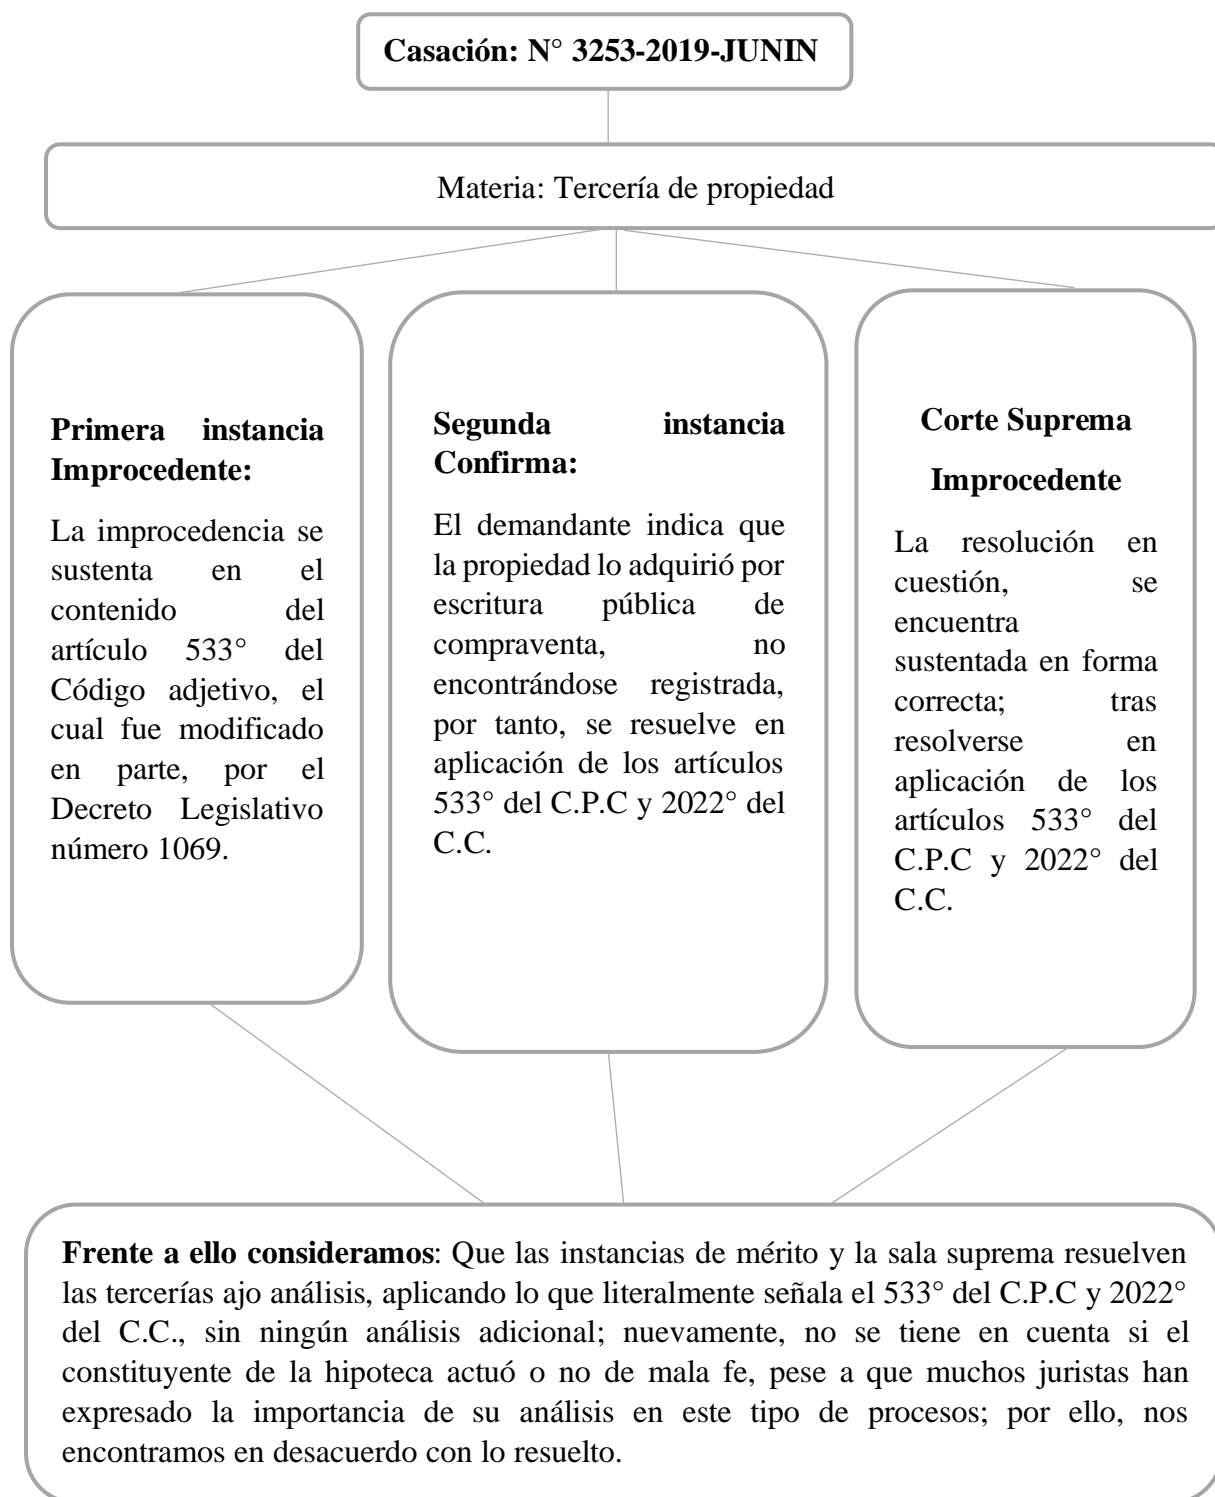 Casación: N° 3253-2019-JUNIN
Materia: Tercería de propiedad
Primera instancia
Improcedente:
La improcedencia se
sustenta en el
contenido del
artículo 533° del
Código adjetivo, el
cual fue modificado
en parte, por el
Decreto Legislativo
número 1069.
Segunda instancia
Confirma:
El demandante indica que
la propiedad lo adquirió por
escritura pública de
compraventa, no
encontrándose registrada,
por tanto, se resuelve en
aplicación de los artículos
533° del C.P.C y 2022° del
C.C.
Corte Suprema
Improcedente
La resolución en
cuestión, se
encuentra
sustentada en forma
correcta; tras
resolverse en
aplicación de los
artículos 533° del
C.P.C y 2022° del
C.C.
Frente a ello consideramos: Que las instancias de mérito y la sala suprema resuelven
las tercerías ajo análisis, aplicando lo que literalmente señala el 533° del C.P.C y 2022°
del C.C., sin ningún análisis adicional; nuevamente, no se tiene en cuenta si el
constituyente de la hipoteca actuó o no de mala fe, pese a que muchos juristas han
expresado la importancia de su análisis en este tipo de procesos; por ello, nos
encontramos en desacuerdo con lo resuelto.